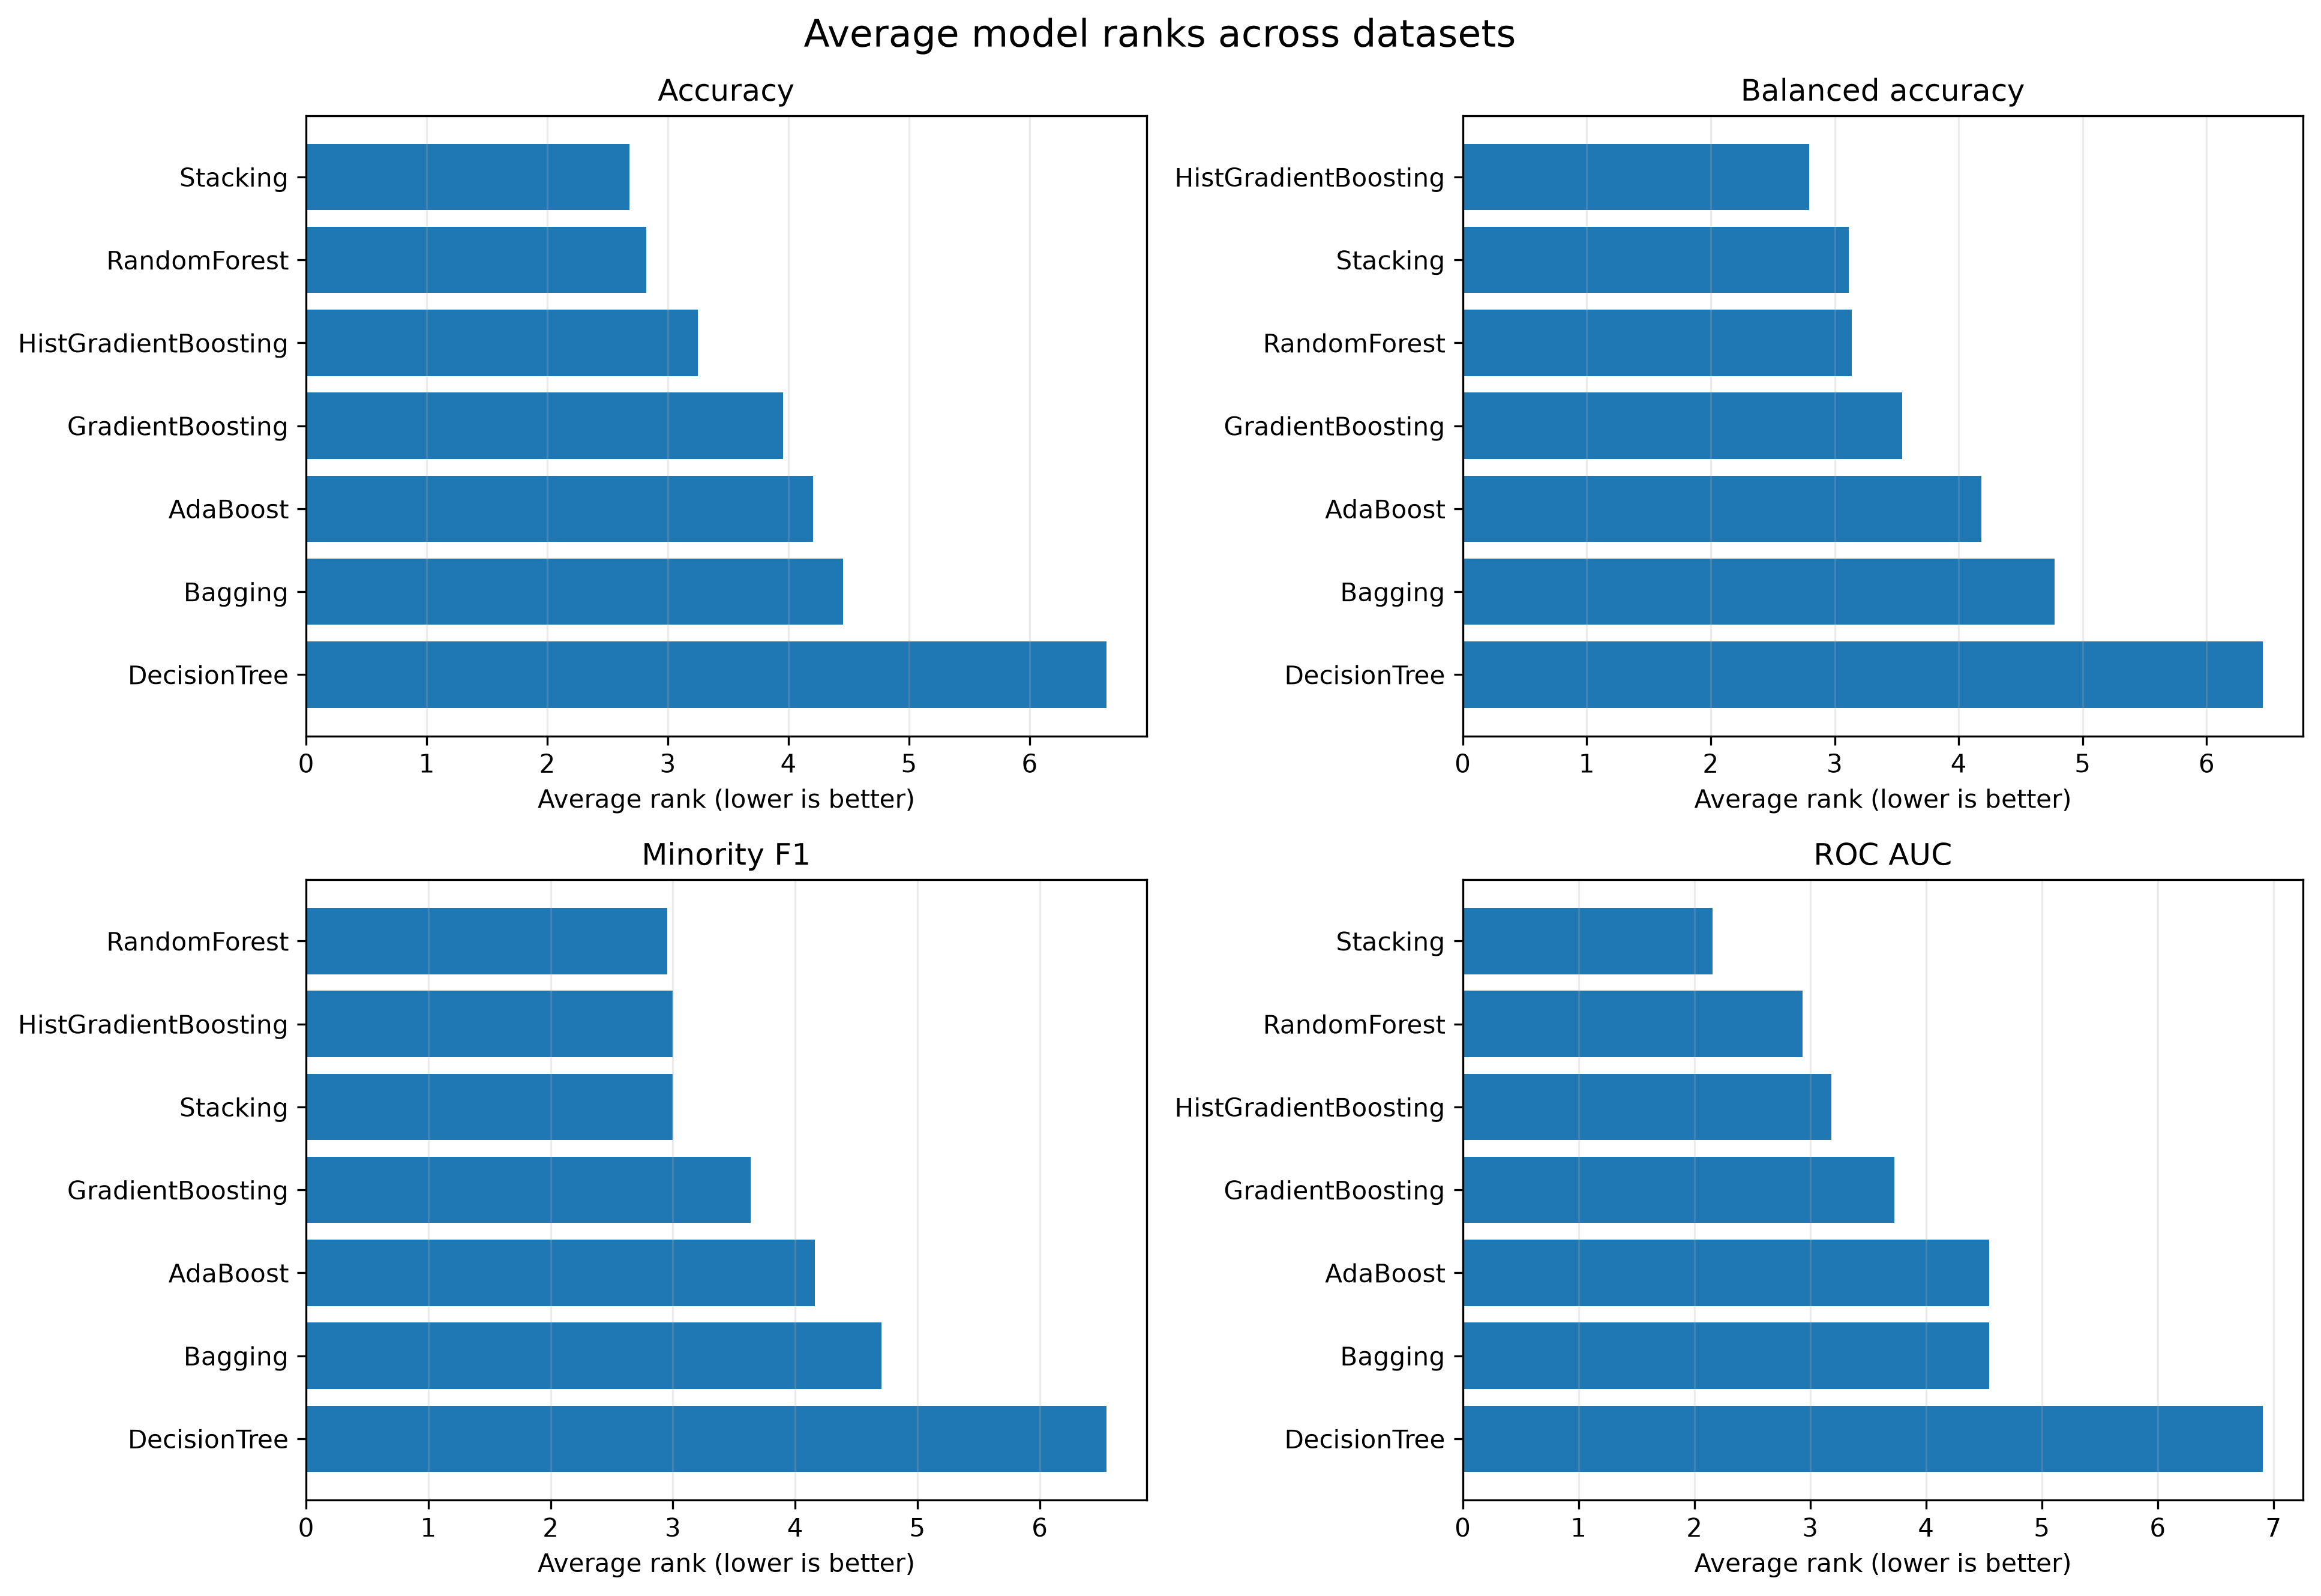 Average model ranks across datasets
Accuracy
Stacking
RandomForest
HistGradientBoosting
GradientBoosting
AdaBoost
Bagging
DecisionTree
0 1 2 3 4 5 6
Average rank (lower is better)
Balanced accuracy
HistGradientBoosting
Stacking
RandomForest
GradientBoosting
AdaBoost
Bagging
DecisionTree
0 1 2 3 4 5 6
Average rank (lower is better)
Minority F1
RandomForest
HistGradientBoosting
Stacking
GradientBoosting
AdaBoost
Bagging
DecisionTree
0 1 2 3 4 5 6
Average rank (lower is better)
ROC AUC
Stacking
RandomForest
HistGradientBoosting
GradientBoosting
AdaBoost
Bagging
DecisionTree
0 1 2 3 4 5 6 7
Average rank (lower is better)